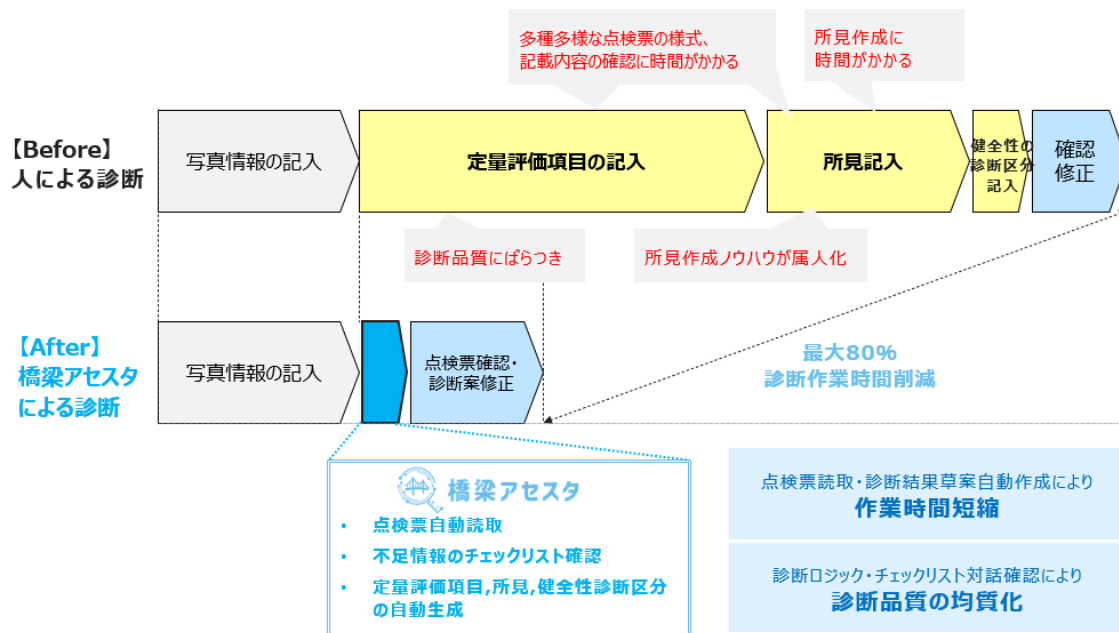 多種多様な点検票の様式、
記載内容の確認に時間がかかる
所見作成に
時間がかかる
【Before】
人による診断
写真情報の記入
定量評価項目の記入
所見記入
健全性の
診断区分
記入
確認
修正
診断品質にばらつき
所見作成ノウハウが属人化
【After】
橋梁アセスタ
による診断
写真情報の記入
点検票確認・
診断案修正
最大80%
診断作業時間削減
橋梁アセスタ
• 点検票自動読取
• 不足情報のチェックリスト確認
• 定量評価項目,所見,健全性診断区分
の自動生成
点検票読取・診断結果草案自動作成により
作業時間短縮
診断ロジック・チェックリスト対話確認により
診断品質の均質化